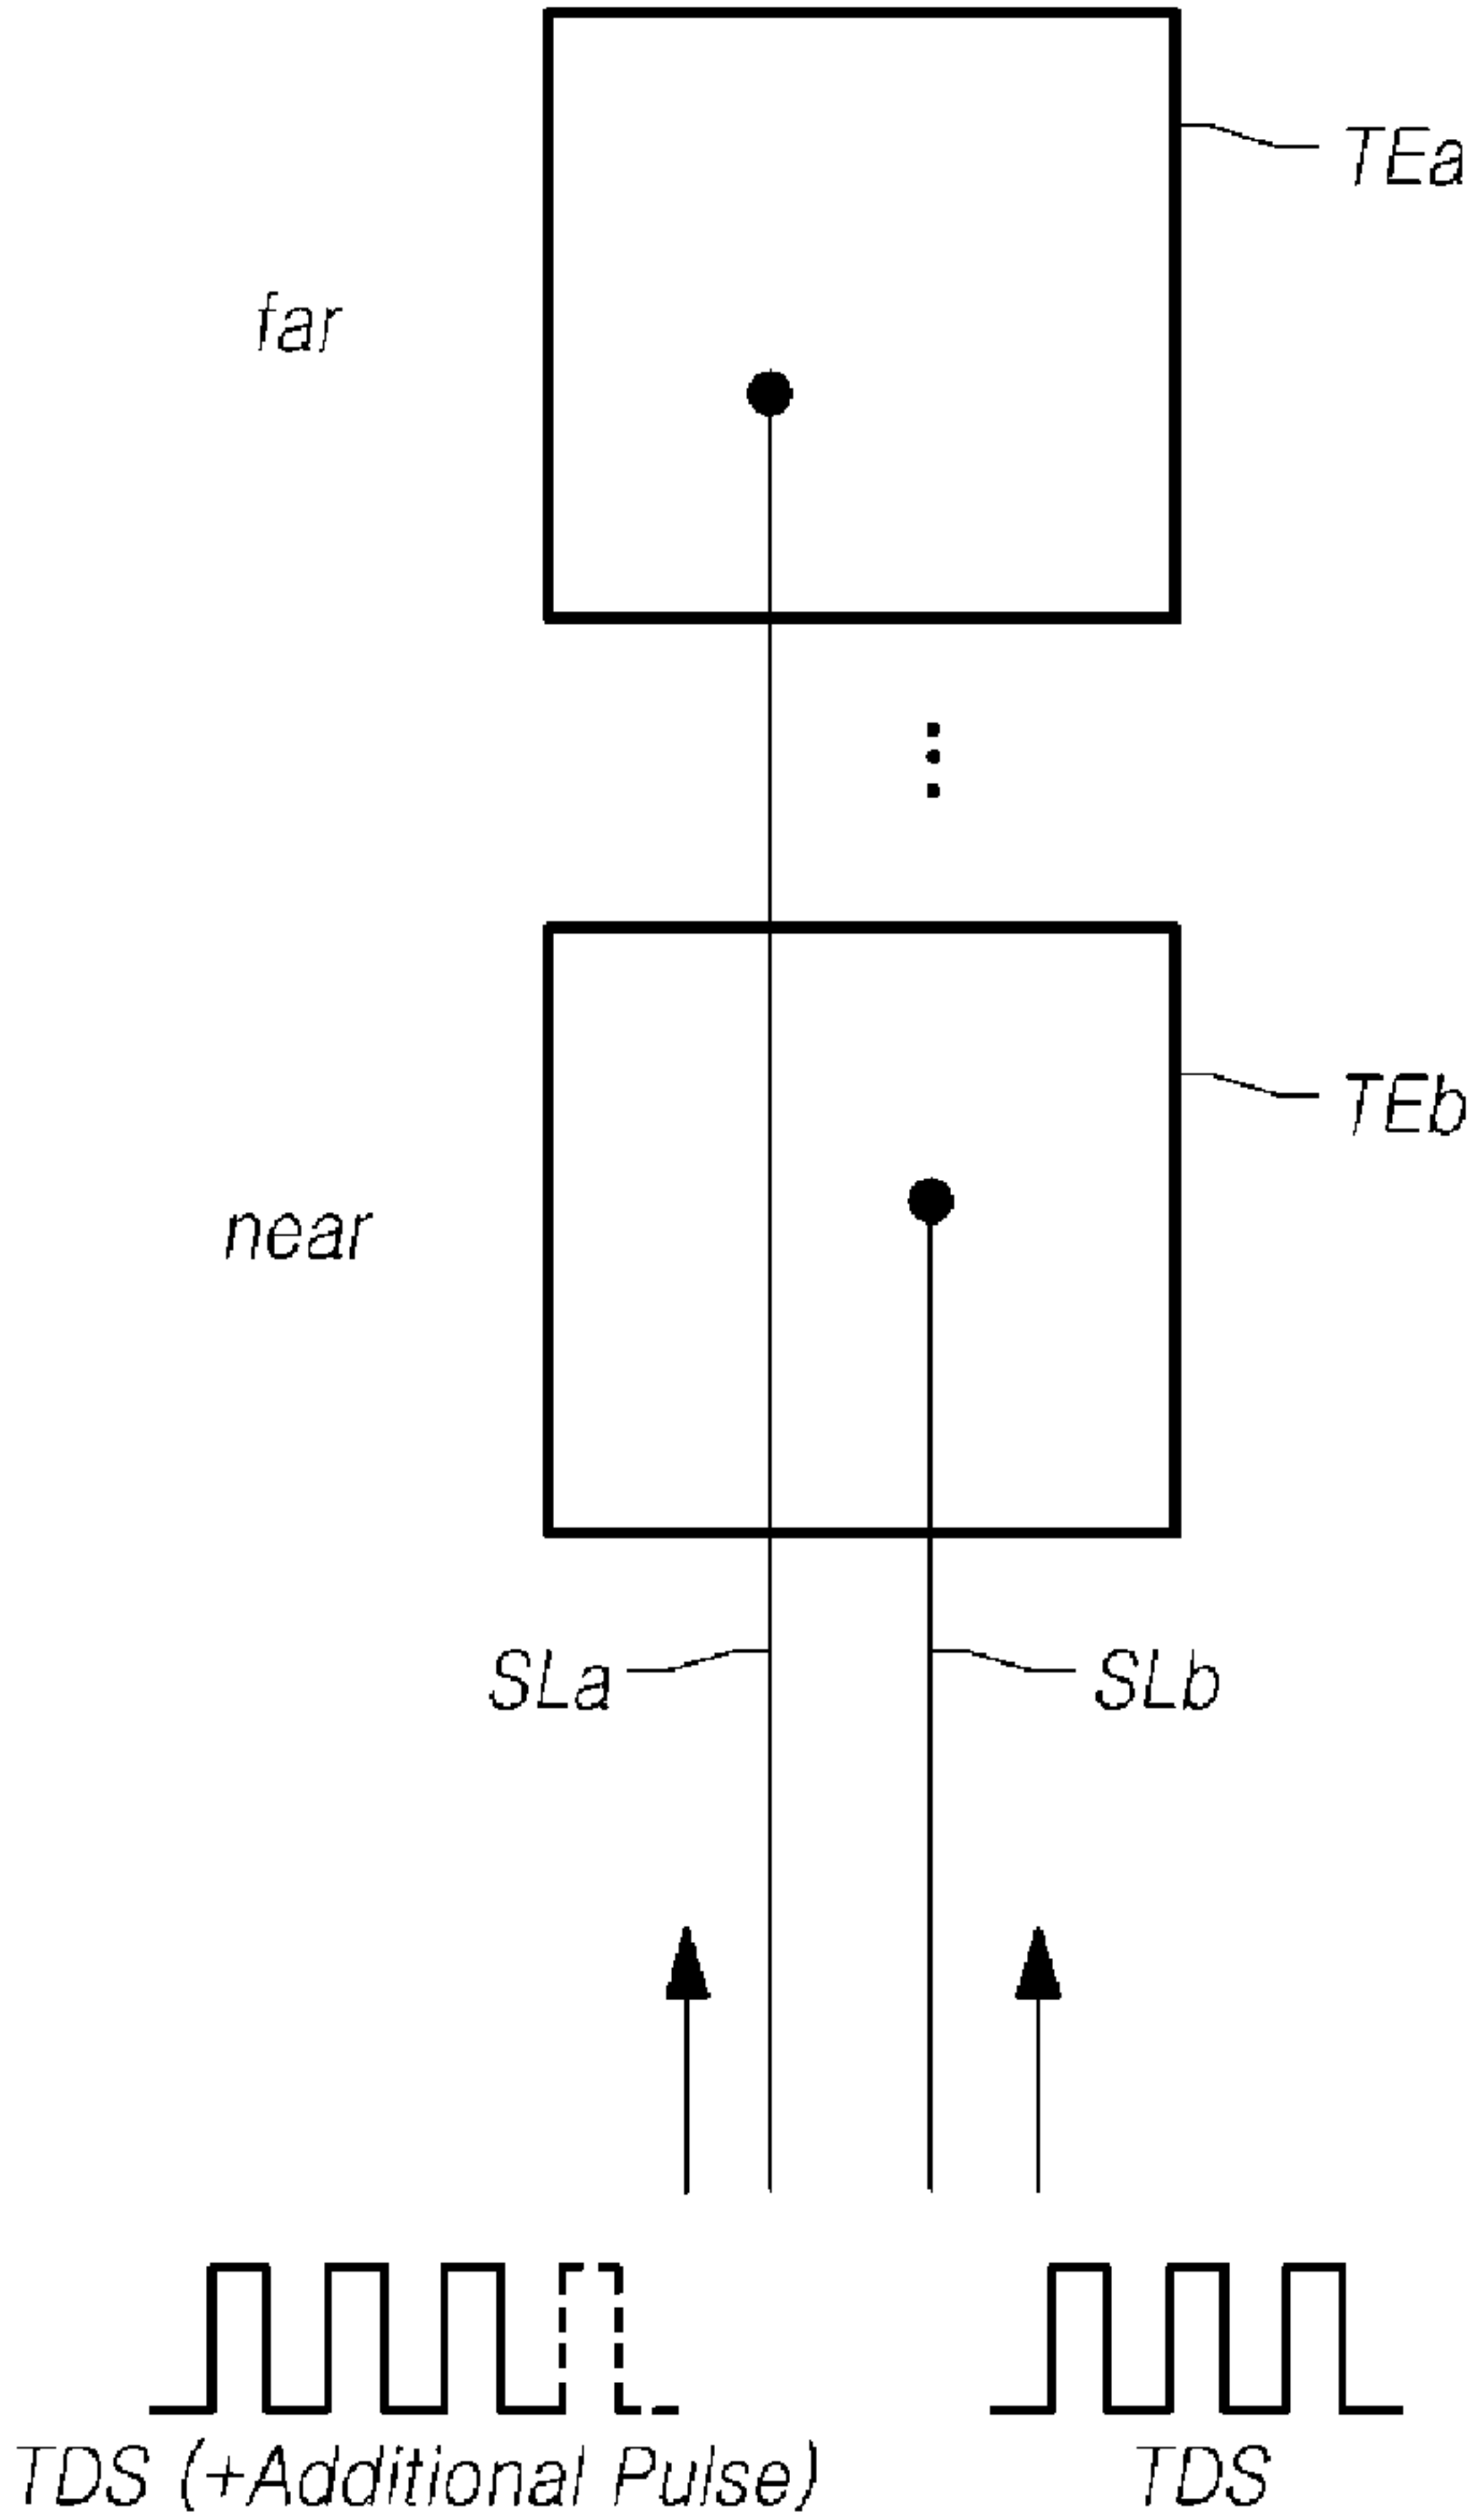 TEa
far
TEb
near
SLa SLb
TDS (+Additional Pulse) TDS